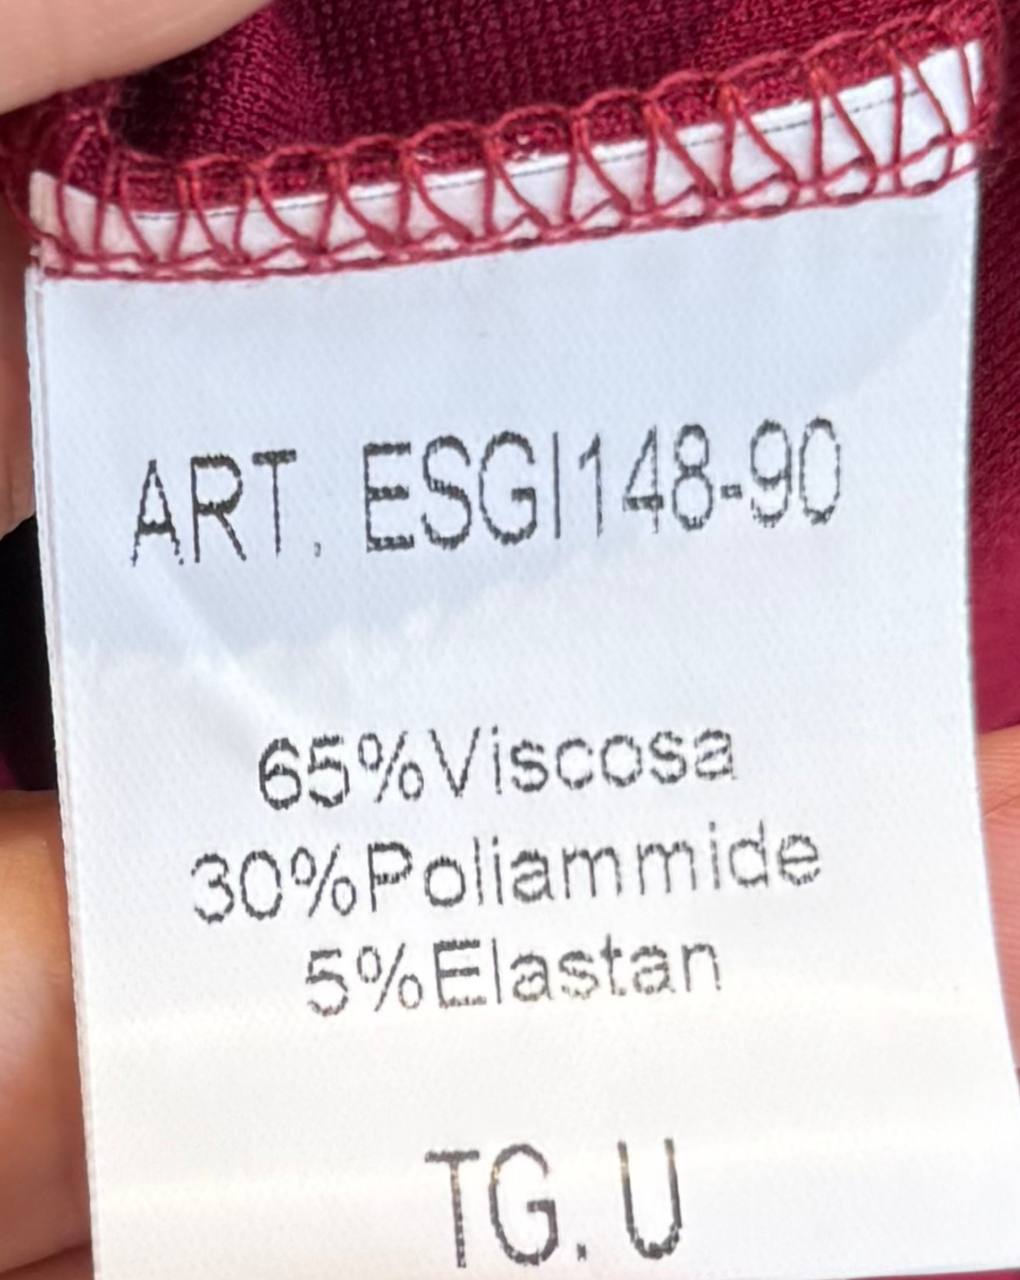 ART. ESGI148-90
65%Viscosa
30%Poliammide
5%Elastan
TG. U